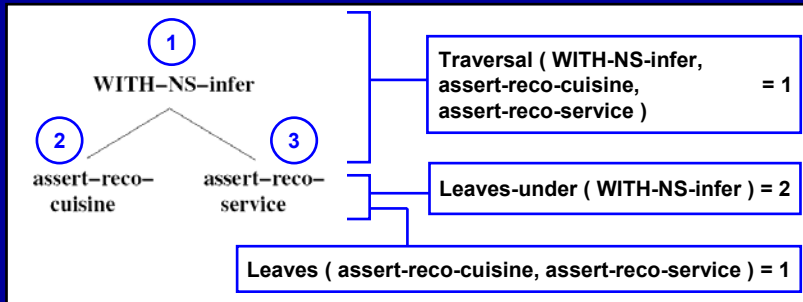 1
WITH–NS–infer
2
3
assert–reco–
cuisine
assert–reco–
service
Traversal ( WITH-NS-infer,
assert-reco-cuisine, = 1
assert-reco-service )
Leaves-under ( WITH-NS-infer ) = 2
Leaves ( assert-reco-cuisine, assert-reco-service ) = 1